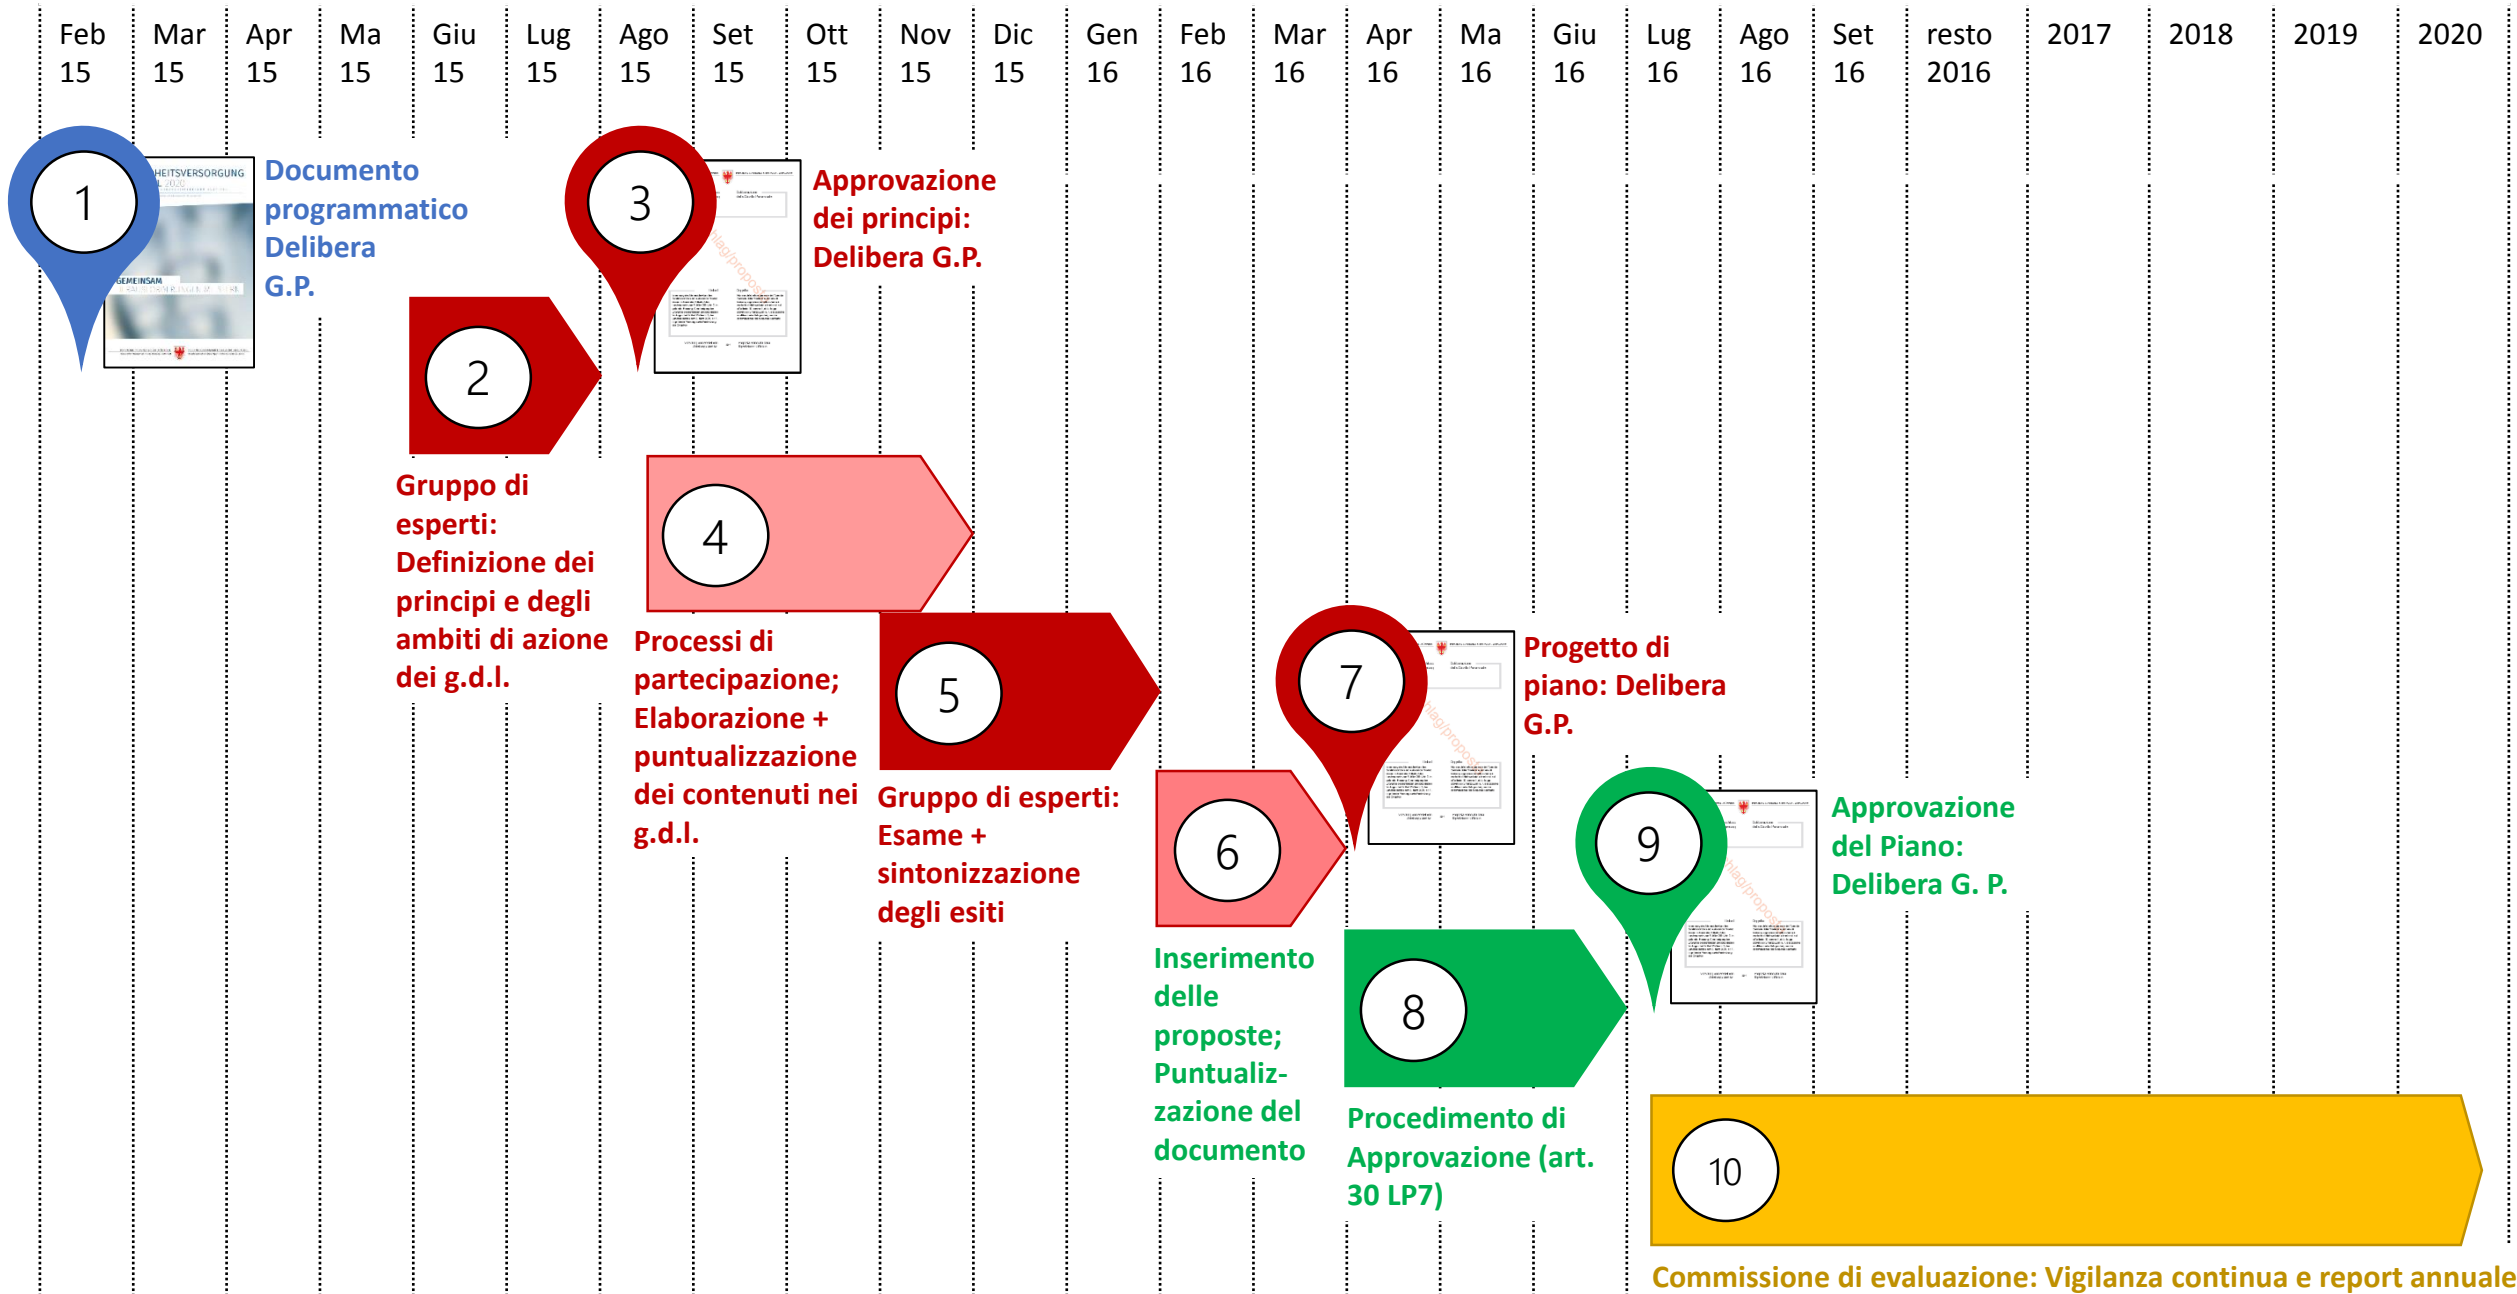 Feb 15
Mar 15
Apr 15
Ma 15
Giu 15
Lug 15
Ago 15
Set 15
Ott 15
Nov 15
Dic 15
Gen 16
Feb 16
Mar 16
Apr 16
Ma 16
Giu 16
Lug 16
Ago 16
Set 16
resto 2016
2017
2018
2019
2020
1
HEITSVERSORGUNG
2020
GEMEINSAM
Documento
programmatico
Delibera
G.P.
2
Gruppo di
esperti:
Definizione dei
principi e degli
ambiti di azione
dei g.d.l.
3
Approvazione
dei principi:
Delibera G.P.
4
Processi di
partecipazione;
Elaborazione +
puntualizzazione
dei contenuti nei
g.d.l.
5
Gruppo di esperti:
Esame +
sintonizzazione
degli esiti
6
Inserimento
delle
proposte;
Puntualiz-
zazione del
documento
7
Progetto di
piano: Delibera
G.P.
8
Procedimento di
Approvazione (art.
30 LP7)
9
Approvazione
del Piano:
Delibera G. P.
10
Commissione di evaluazione: Vigilanza continua e report annuale